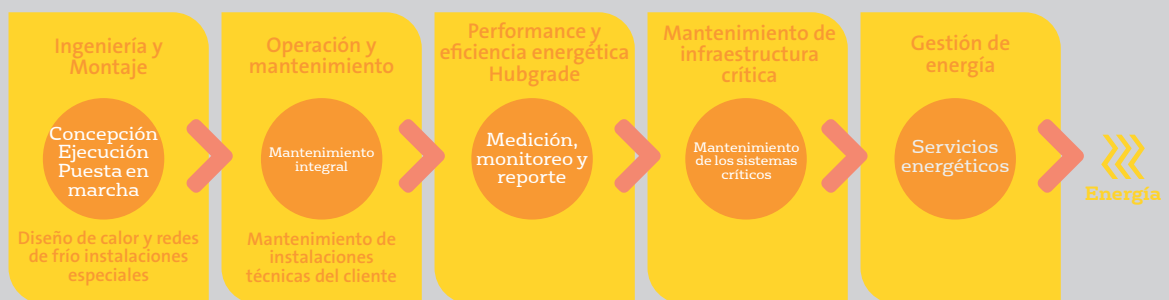 Ingeniería y
Montaje
Concepción
Ejecución
Puesta en
marcha
Diseño de calor y redes
de frío instalaciones
especiales
Operación y
mantenimiento
Mantenimiento
integral
Mantenimiento de
instalaciones
técnicas del cliente
Performance y
eficiencia energética
Hubgrade
Medición,
monitoreo y
reporte
Mantenimiento de
infraestructura
crítica
Mantenimiento
de los sistemas
críticos
Gestión de
energía
Servicios
energéticos
Energía